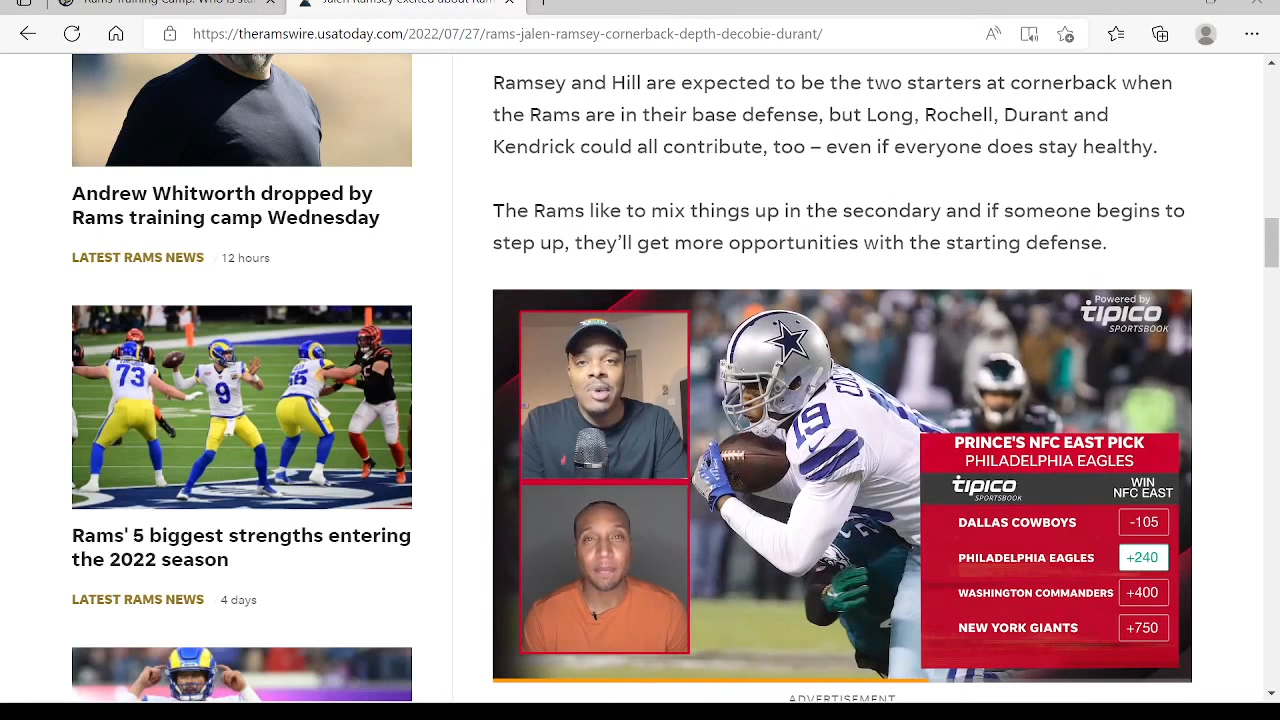 https://theramswire.usatoday.com/2022/07/27/rams-jalen-ramsey-cornerback-depth-decobie-durant/
Andrew Whitworth dropped by
Rams training camp Wednesday
LATEST RAMS NEWS / 12 hours
73
9
Rams' 5 biggest strengths entering
the 2022 season
LATEST RAMS NEWS / 4 days
Ramsey and Hill are expected to be the two starters at cornerback when
the Rams are in their base defense, but Long, Rochell, Durant and
Kendrick could all contribute, too – even if everyone does stay healthy.
The Rams like to mix things up in the secondary and if someone begins to
step up, they’ll get more opportunities with the starting defense.
Powered by
tipico
SPORTSBOOK
19
PRINCE'S NFC EAST PICK
PHILADELPHIA EAGLES
tipico
SPORTSBOOK
WIN
NFC EAST
DALLAS COWBOYS -105
PHILADELPHIA EAGLES +240
WASHINGTON COMMANDERS +400
NEW YORK GIANTS +750
ADVERTISEMENT